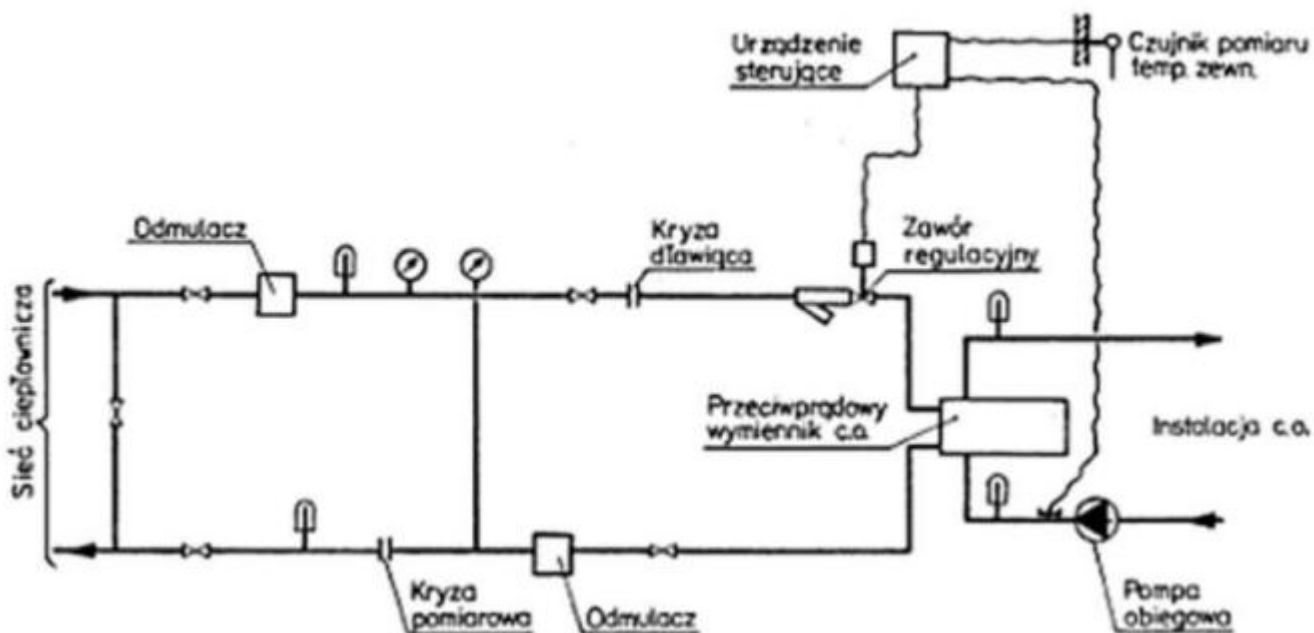 Urządzenie
sterujące
Czujnik pomiaru
temp. zewn.
Odmulacz
Kryza
dławiąca
Zawór
regulacyjny
Sieć ciepłownicza
Przeciwprądowy
wymiennik c.o.
Instalacja c.o.
Kryza
pomiarowa
Odmulacz
Pompa
obiegowa